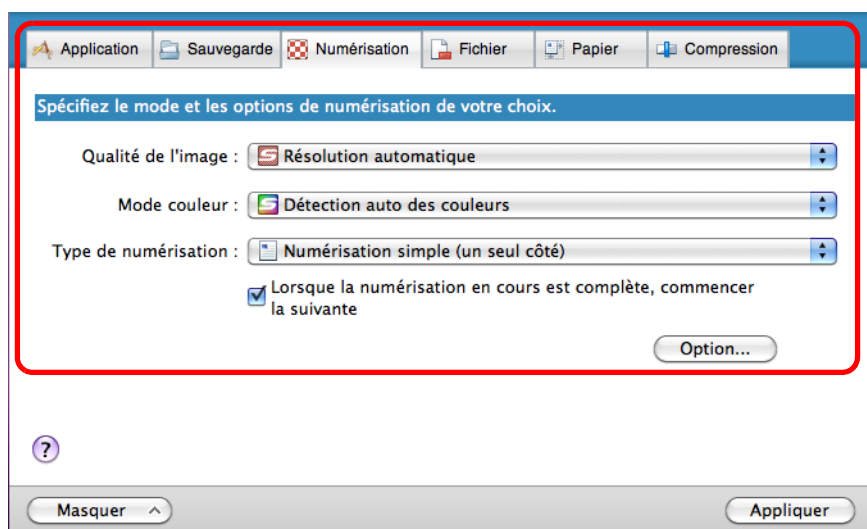 Application Sauvegarde Numérisation Fichier Papier Compression
Spécifiez le mode et les options de numérisation de votre choix.
Qualité de l'image : Résolution automatique
Mode couleur : Détection auto des couleurs
Type de numérisation : Numérisation simple (un seul côté)
Lorsque la numérisation en cours est complète, commencer
la suivante
Option...
?
Masquer Appliquer